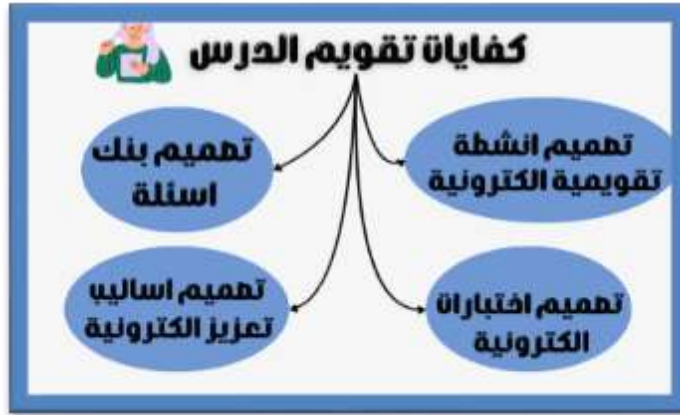 كفايات تقويم الدرس
تصميم انشطة
تقويمية الكترونية
تصميم بنك
اسئلة
تصميم اختبارات
الكترونية
تصميم اساليب
تعزيز الكترونية